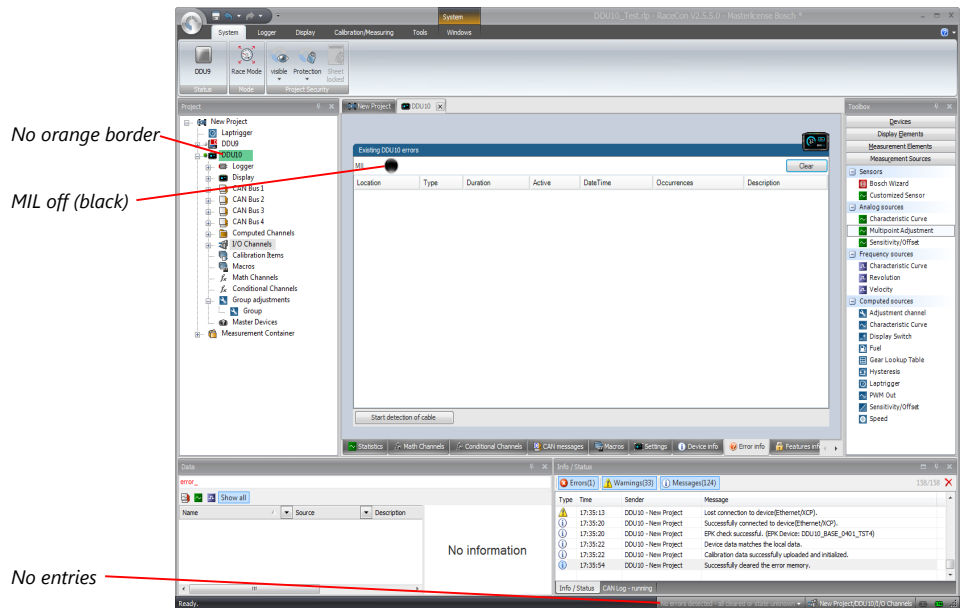 System
DDU10_Test.rlp - RaceCon V2.5.5.0 - Masterlicense Bosch *
System Logger Display Calibration/Measuring Tools Windows
DDU9 Race Mode visible Protection Sheet locked
Status Mode Project Security
Project
New Project DDU10
Toolbox
No orange border
MIL off (black)
No entries
New Project
Laptrigger
DDU9
DDU10
Logger
Display
CAN Bus 1
CAN Bus 2
CAN Bus 3
CAN Bus 4
Computed Channels
I/O Channels
Calibration Items
Macros
fx Math Channels
fx Conditional Channels
Group adjustments
Group
Master Devices
Measurement Container
Existing DDU10 errors
MIL
Clear
Location Type Duration Active DateTime Occurrences Description
Start detection of cable
Statistics Math Channels Conditional Channels CAN messages Macros Settings Device info Error info Features inf
Devices
Display Elements
Measurement Elements
Measurement Sources
Sensors
Bosch Wizard
Customized Sensor
Analog sources
Characteristic Curve
Multipoint Adjustment
Sensitivity/Offset
Frequency sources
Characteristic Curve
Revolution
Velocity
Computed sources
Adjustment channel
Characteristic Curve
Display Switch
Fuel
Gear Lookup Table
Hysteresis
Laptrigger
PWM Out
Sensitivity/Offset
Speed
Data
error_
Show all
Name Source Description
No information
Info / Status
Errors(1) Warnings(33) Messages(124)
158/158
Type Time Sender Message
17:35:13 DDU10 - New Project Lost connection to device(Ethernet/XCP).
17:35:20 DDU10 - New Project Successfully connected to device(Ethernet/XCP).
17:35:20 DDU10 - New Project EPK check successful. (EPK Device: DDU10_BASE_0401_TST4)
17:35:22 DDU10 - New Project Device data matches the local data.
17:35:22 DDU10 - New Project Calibration data successfully uploaded and initialized.
17:35:54 DDU10 - New Project Successfully cleared the error memory.
Info / Status CAN Log - running
Ready.
No errors detected - all cleared or state unknown
New Project/DDU10/I/O Channels